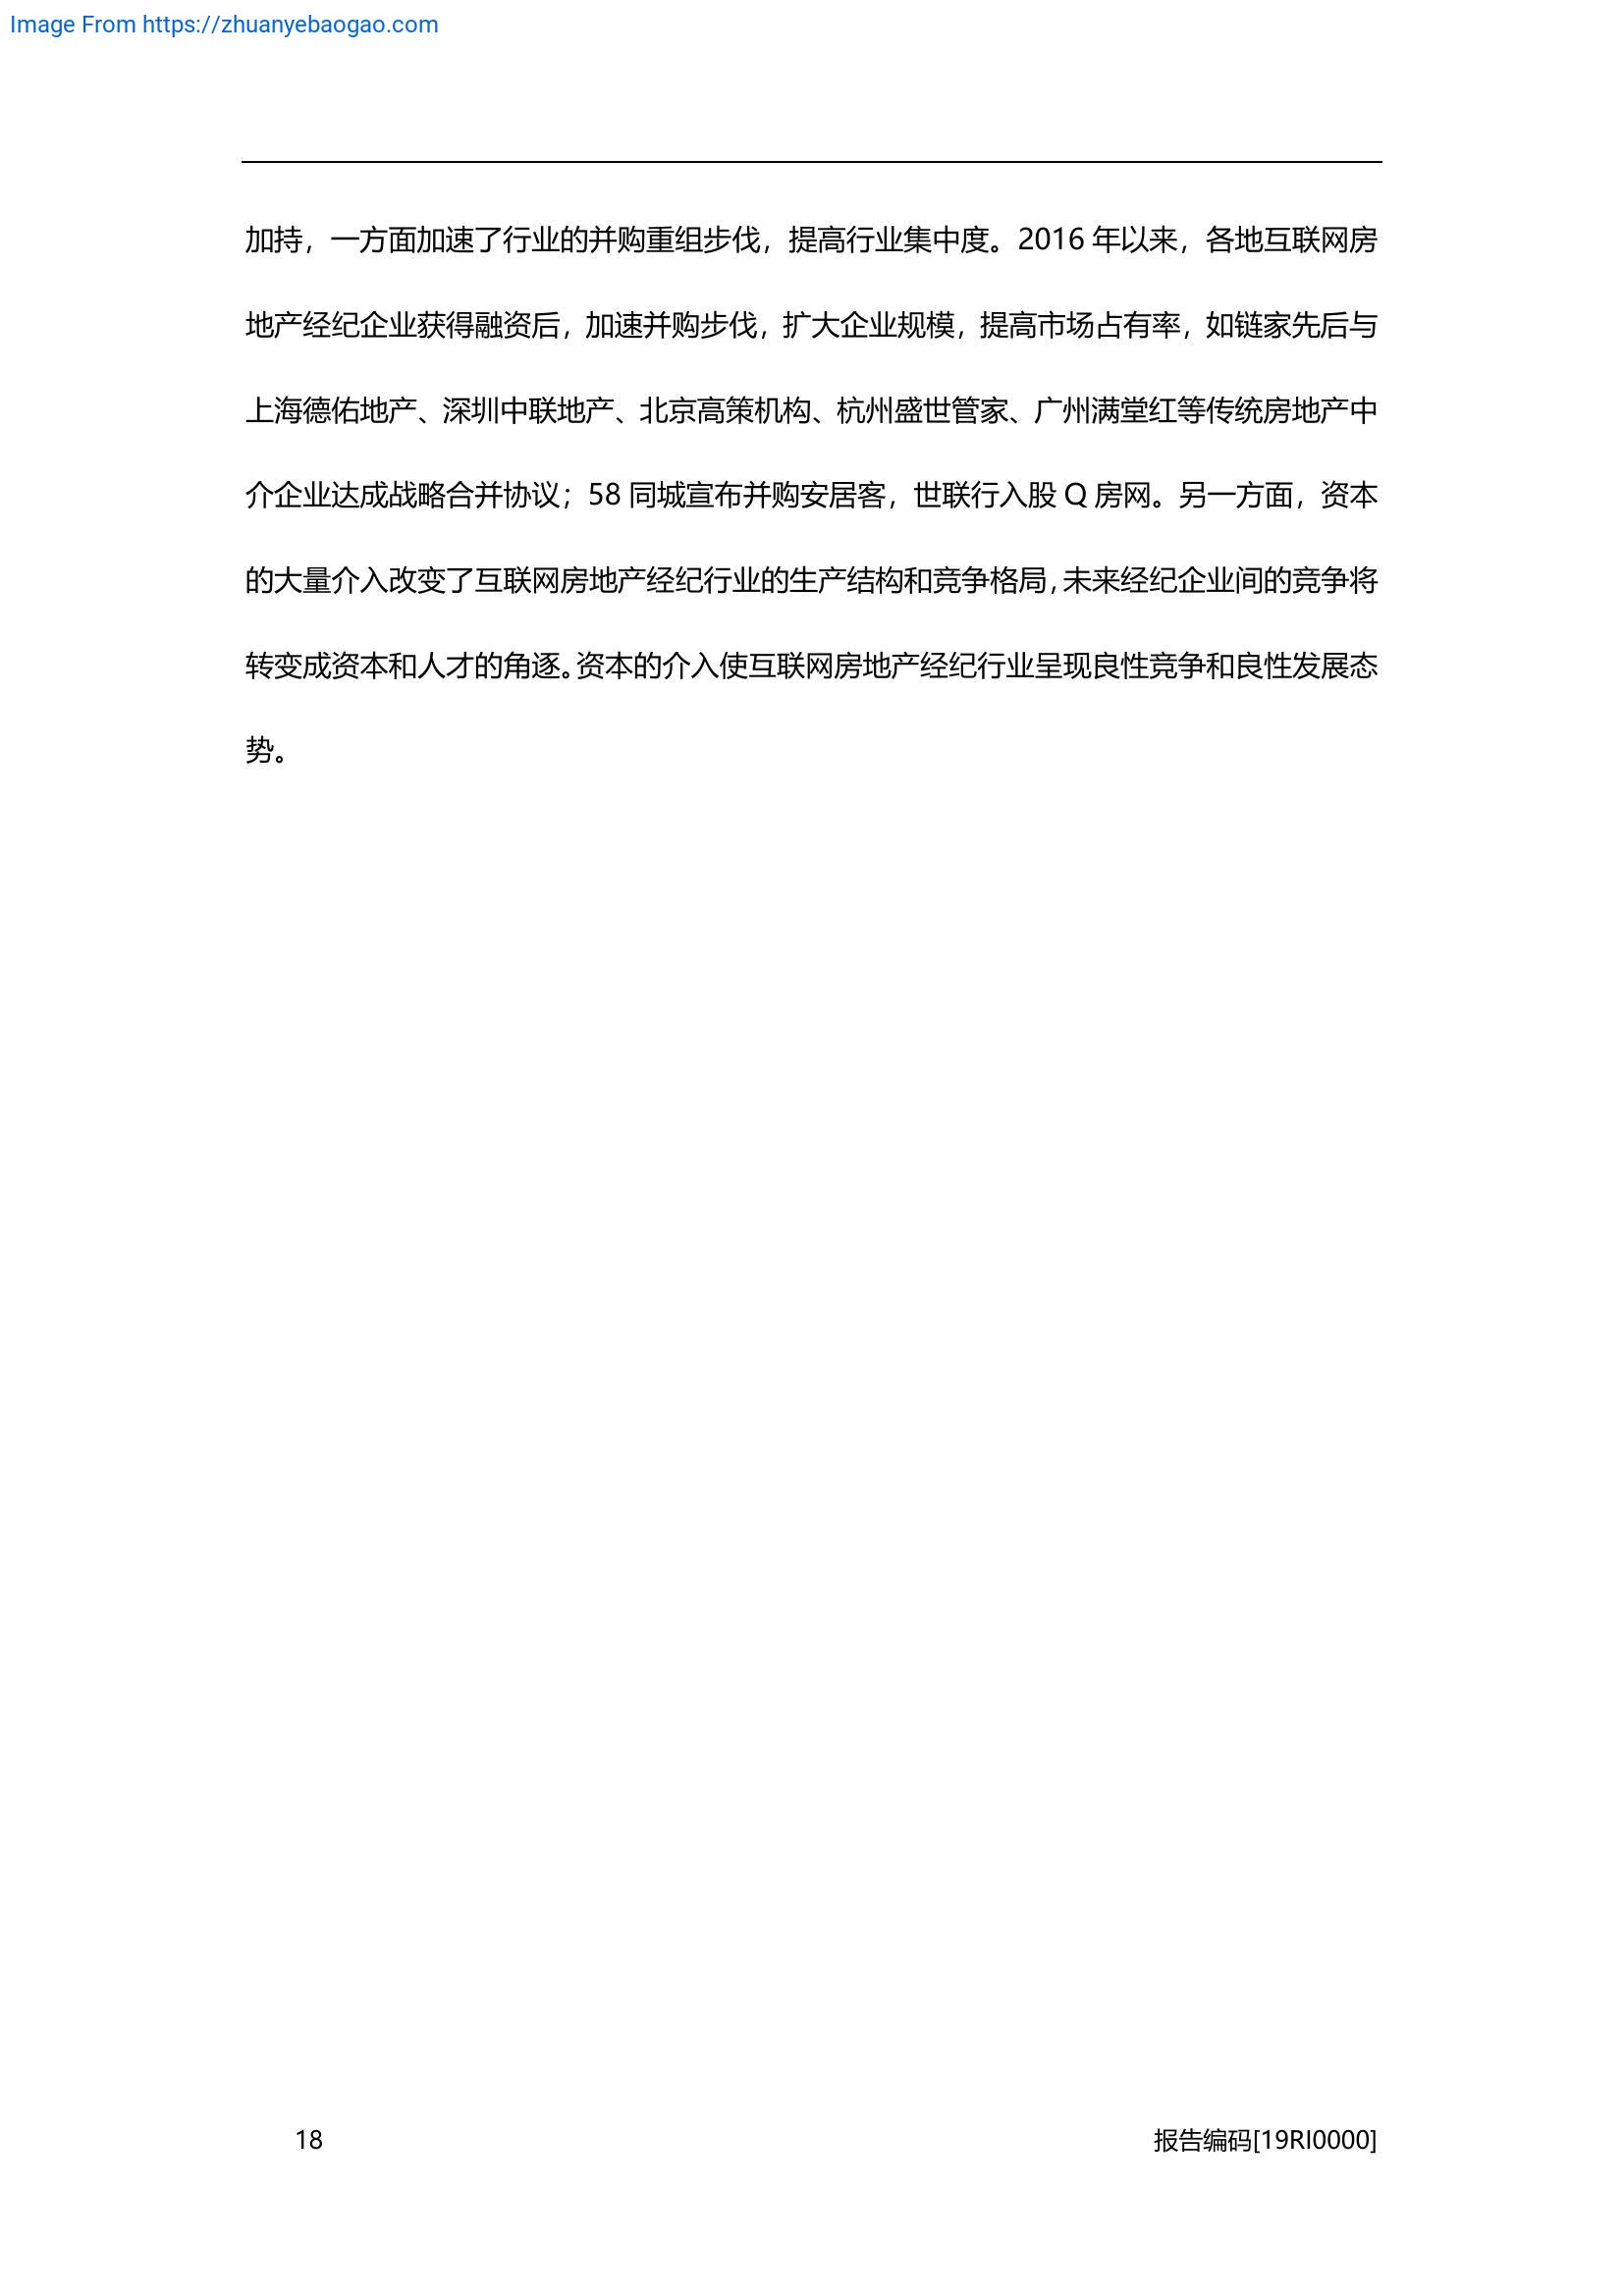 Image From https://zhuanyebaogao.com
加持，一方面加速了行业的并购重组步伐，提高行业集中度。2016 年以来，各地互联网房
地产经纪企业获得融资后，加速并购步伐，扩大企业规模，提高市场占有率，如链家先后与
上海德佑地产、深圳中联地产、北京高策机构、杭州盛世管家、广州满堂红等传统房地产中
介企业达成战略合并协议；58 同城宣布并购安居客，世联行入股 Q 房网。另一方面，资本
的大量介入改变了互联网房地产经纪行业的生产结构和竞争格局，未来经纪企业间的竞争将
转变成资本和人才的角逐。资本的介入使互联网房地产经纪行业呈现良性竞争和良性发展态
势。
18 报告编码[19RI0000]